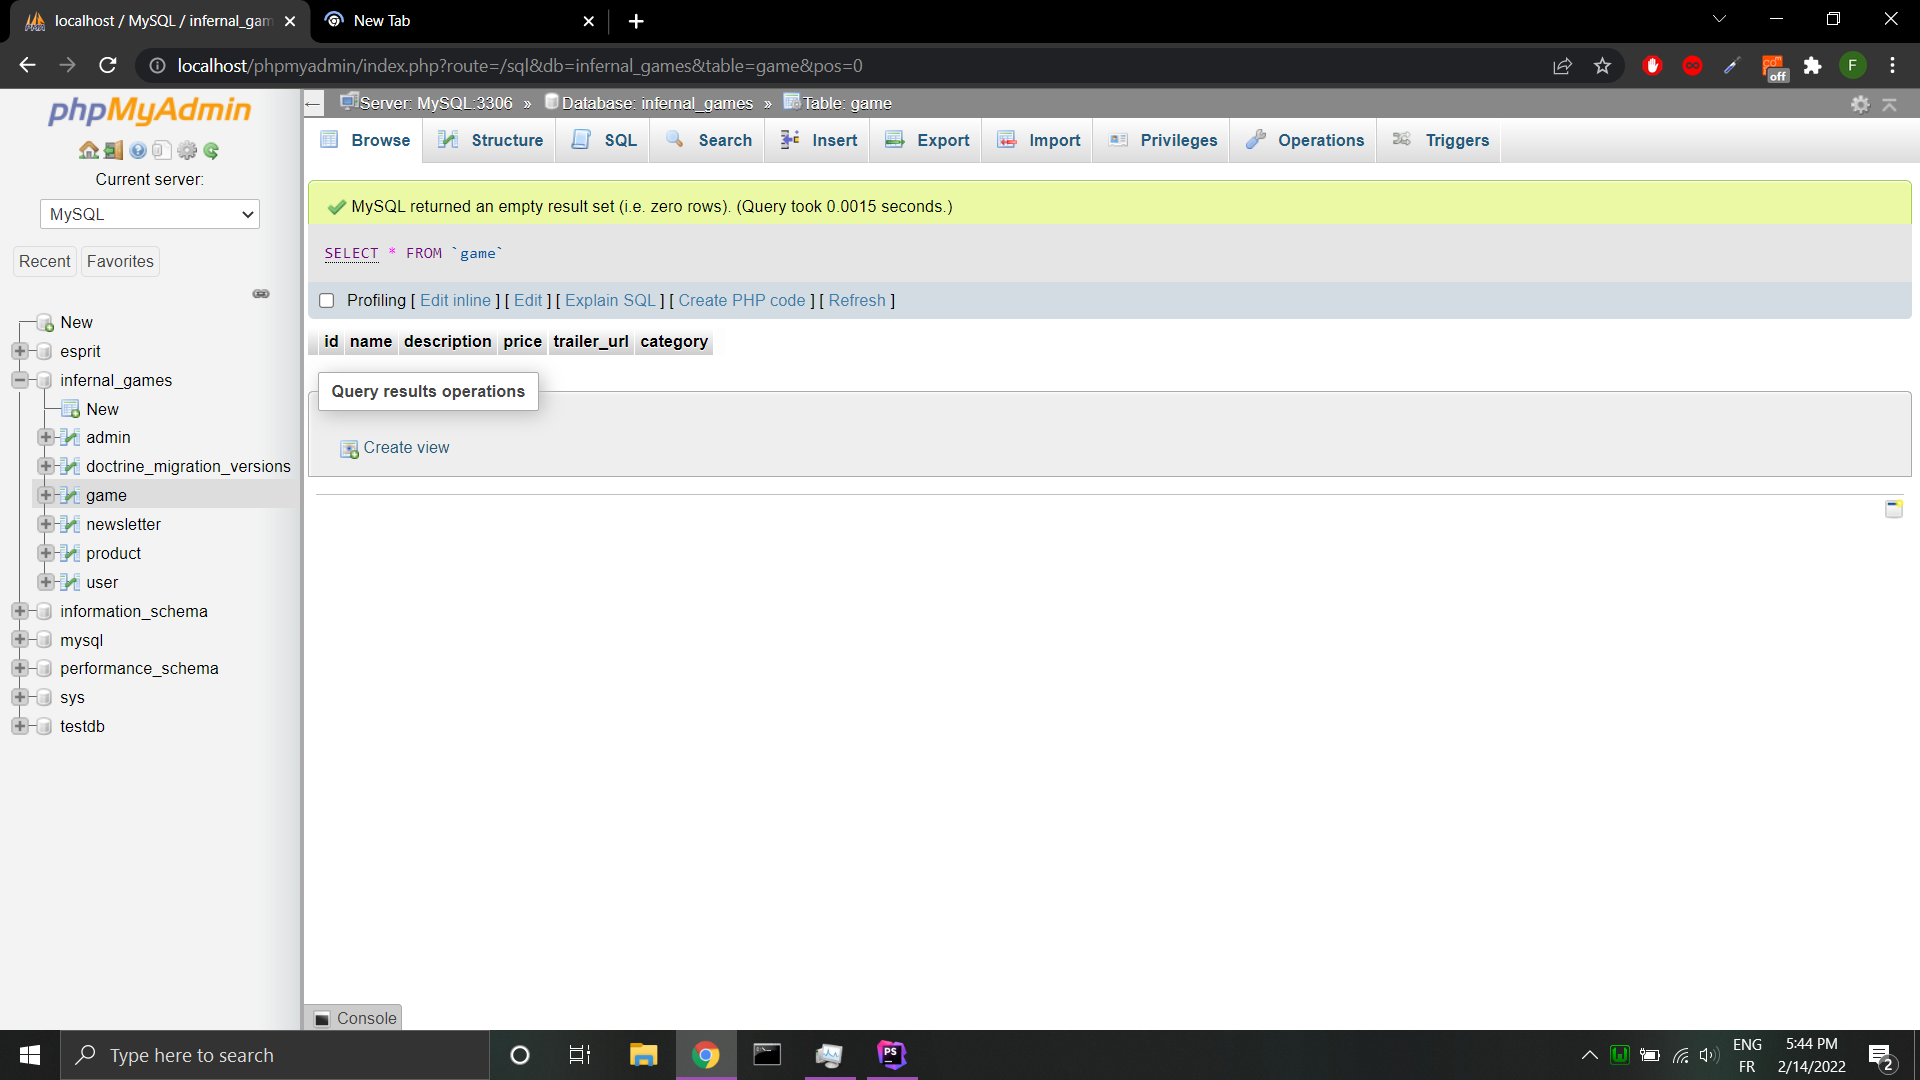 localhost / MySQL / infernal_gam
New Tab
localhost/phpmyadmin/index.php?route=/sql&db=infernal_games&table=game&pos=0
off
F
phpMyAdmin
Current server:
MySQL
Recent
Favorites
New
esprit
infernal_games
New
admin
doctrine_migration_versions
game
newsletter
product
user
information_schema
mysql
performance_schema
sys
testdb
Server: MySQL:3306 » Database: infernal_games » Table: game
Browse Structure SQL Search Insert Export Import Privileges Operations Triggers
MySQL returned an empty result set (i.e. zero rows). (Query took 0.0015 seconds.)
SELECT * FROM `game`
Profiling [ Edit inline ] [ Edit ] [ Explain SQL ] [ Create PHP code ] [ Refresh ]
id name description price trailer_url category
Query results operations
Create view
Console
Type here to search
PS
ENG
FR
5:44 PM
2/14/2022
2